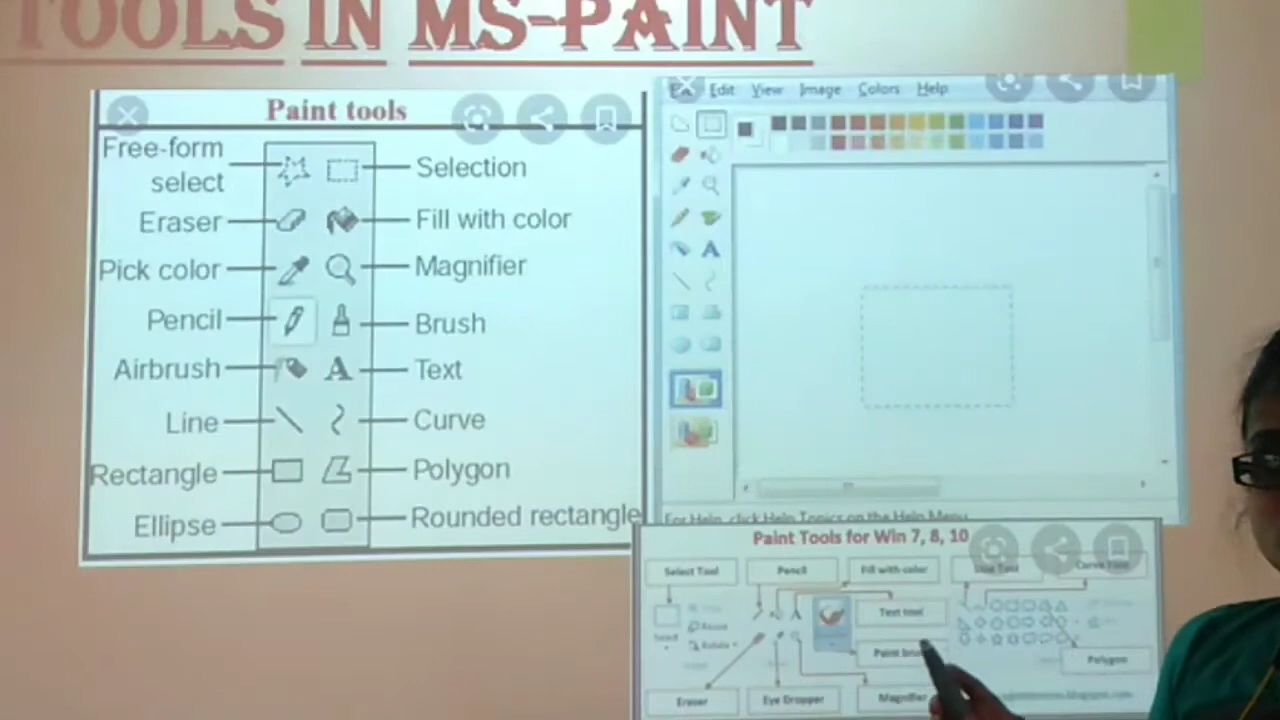 TOOLS IN MS-PAINT
Paint tools
Free-form
select
Selection
Eraser
Fill with color
Pick color
Magnifier
Pencil
Brush
Airbrush
A
Text
Line
Curve
Rectangle
Polygon
Ellipse
Rounded rectangle
Edit View Image Colors Help
A
For Help, click Help Topics on the Help Menu
Paint Tools for Win 7, 8, 10
Select Tool
Pencil
Fill with color
Text tool
Select
Rotate
Paint
Polygon
Eraser
Eye Dropper
Magnifier